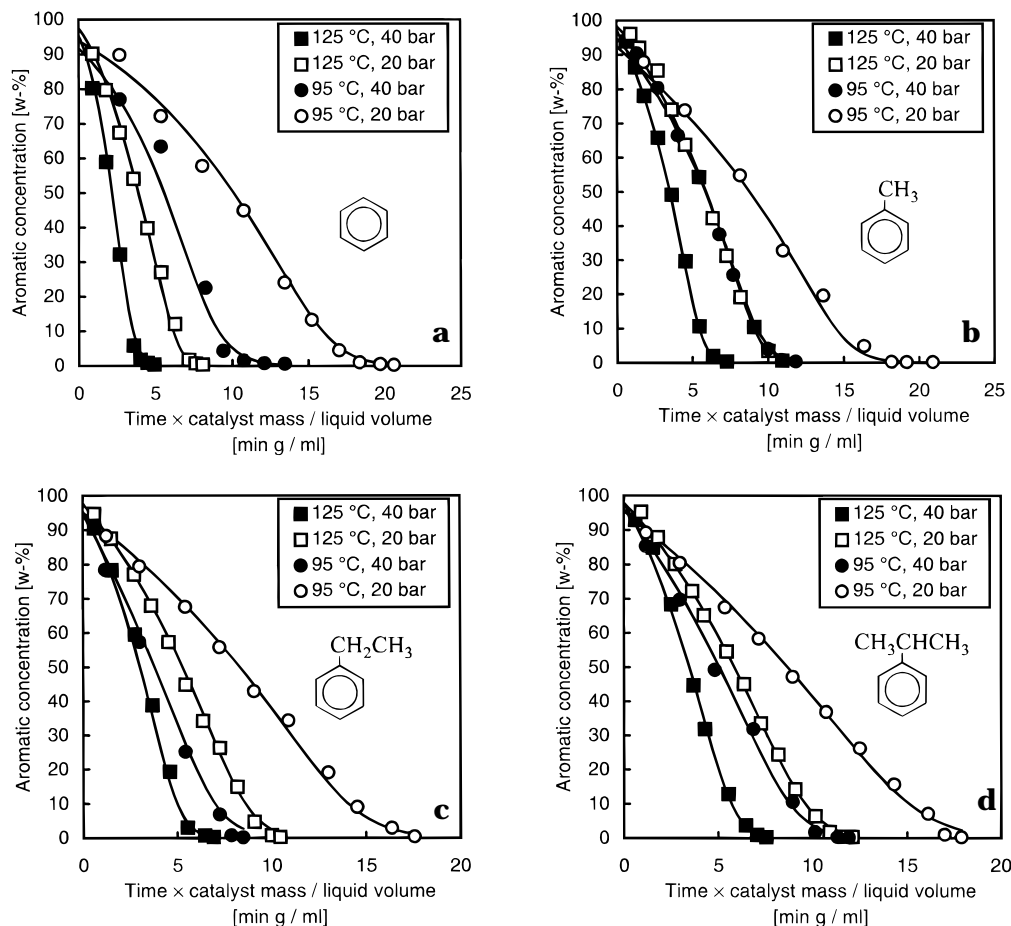 Aromatic concentration [w-%]
100
90
80
70
60
50
40
30
20
10
0
125 °C, 40 bar
125 °C, 20 bar
95 °C, 40 bar
95 °C, 20 bar
a
0 5 10 15 20 25
Time × catalyst mass / liquid volume
[min g / ml]
Aromatic concentration [w-%]
100
90
80
70
60
50
40
30
20
10
0
125 °C, 40 bar
125 °C, 20 bar
95 °C, 40 bar
95 °C, 20 bar
CH3
b
0 5 10 15 20 25
Time × catalyst mass / liquid volume
[min g / ml]
Aromatic concentration [w-%]
100
90
80
70
60
50
40
30
20
10
0
125 °C, 40 bar
125 °C, 20 bar
95 °C, 40 bar
95 °C, 20 bar
CH2CH3
c
0 5 10 15 20
Time × catalyst mass / liquid volume
[min g / ml]
Aromatic concentration [w-%]
100
90
80
70
60
50
40
30
20
10
0
125 °C, 40 bar
125 °C, 20 bar
95 °C, 40 bar
95 °C, 20 bar
CH3CHCH3
d
0 5 10 15 20
Time × catalyst mass / liquid volume
[min g / ml]